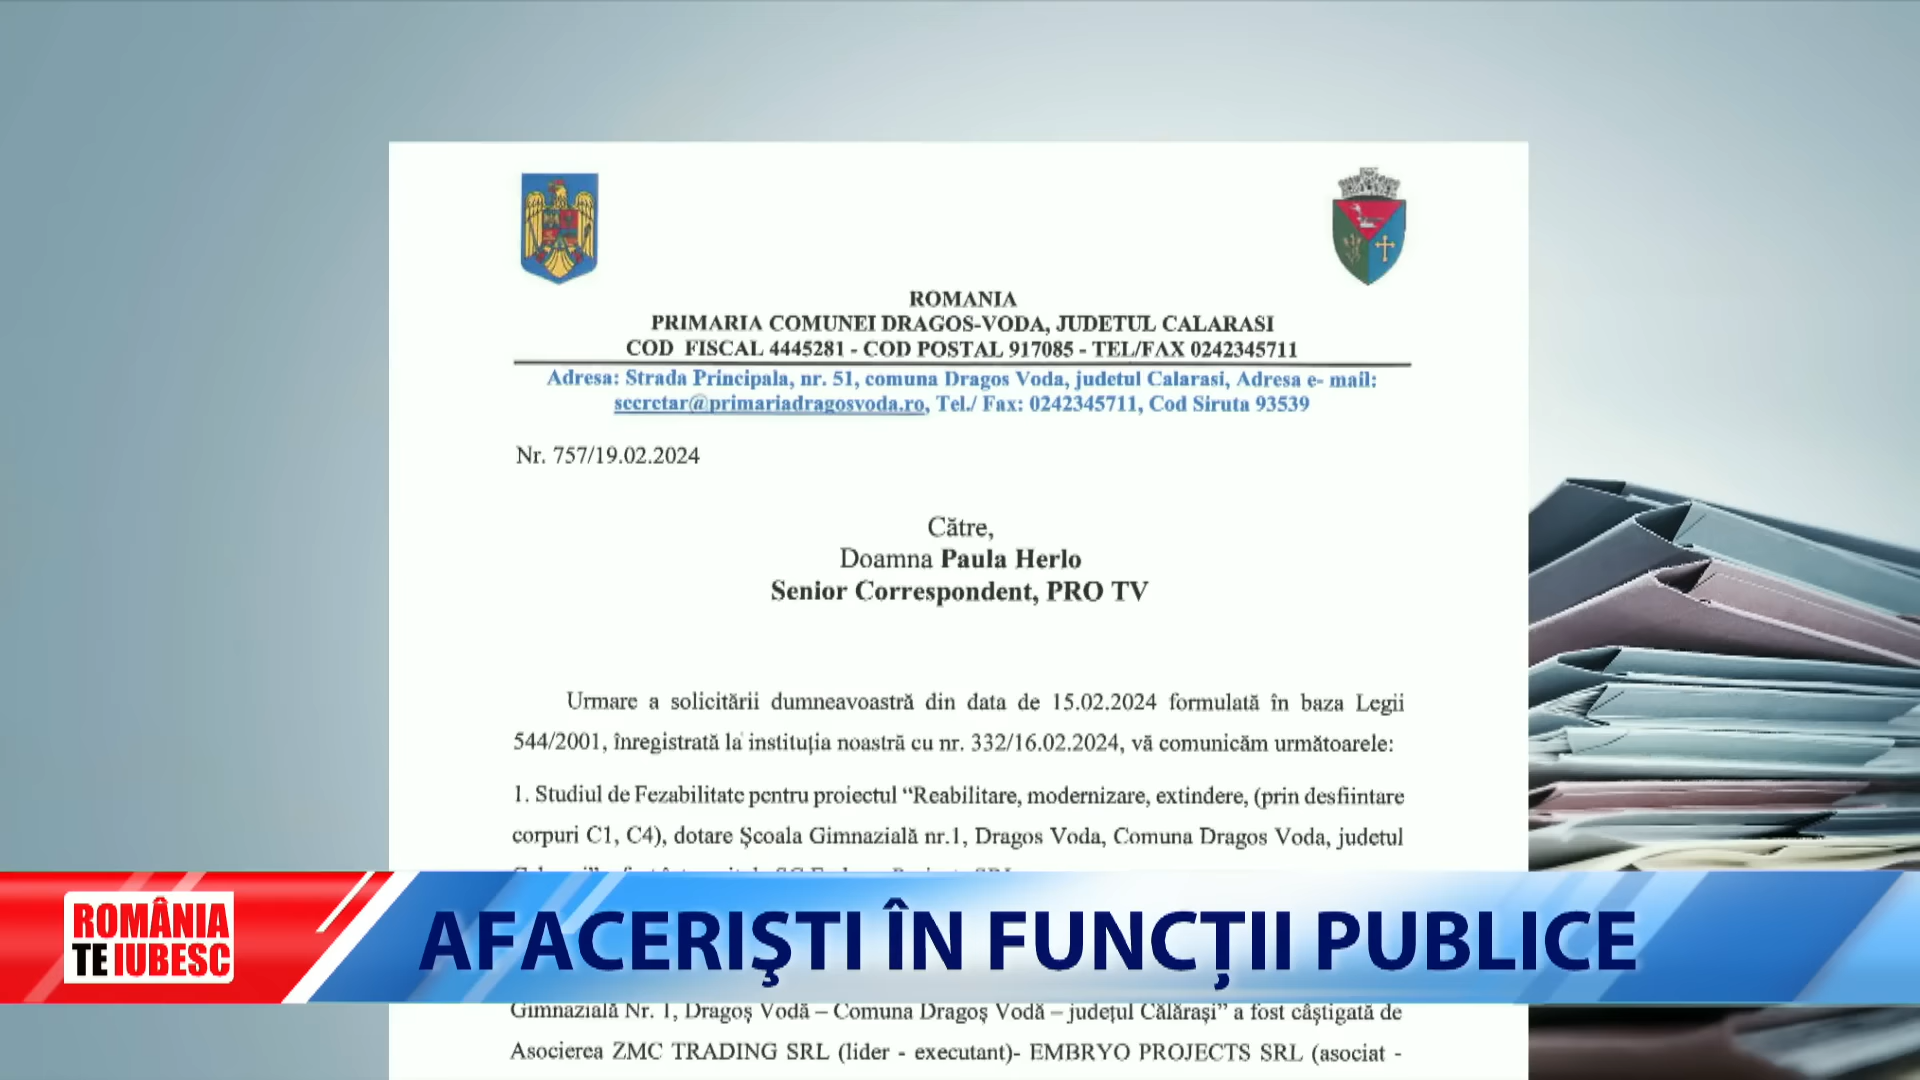 ROMANIA
PRIMARIA COMUNEI DRAGOS-VODA, JUDETUL CALARASI
COD FISCAL 4445281 - COD POSTAL 917085 - TEL/FAX 0242345711
Adresa: Strada Principala, nr. 51, comuna Dragos Voda, judetul Calarasi, Adresa e- mail:
secretar@primariadragosvoda.ro, Tel./ Fax: 0242345711, Cod Siruta 93539
Nr. 757/19.02.2024
Către,
Doamna Paula Herlo
Senior Correspondent, PRO TV
Urmare a solicitării dumneavoastră din data de 15.02.2024 formulată în baza Legii
544/2001, înregistrată la instituția noastră cu nr. 332/16.02.2024, vă comunicăm următoarele:
1. Studiul de Fezabilitate pentru proiectul “Reabilitare, modernizare, extindere, (prin desfiintare
corpuri C1, C4), dotare Școala Gimnazială nr.1, Dragos Voda, Comuna Dragos Voda, judetul
ROMÂNIA
TE IUBESC
AFACERIŞTI ÎN FUNCŢII PUBLICE
Gimnazială Nr. 1, Dragoș Vodă – Comuna Dragoș Vodă – județul Călărași” a fost câștigată de
Asocierea ZMC TRADING SRL (lider - executant)- EMBRYO PROJECTS SRL (asociat -